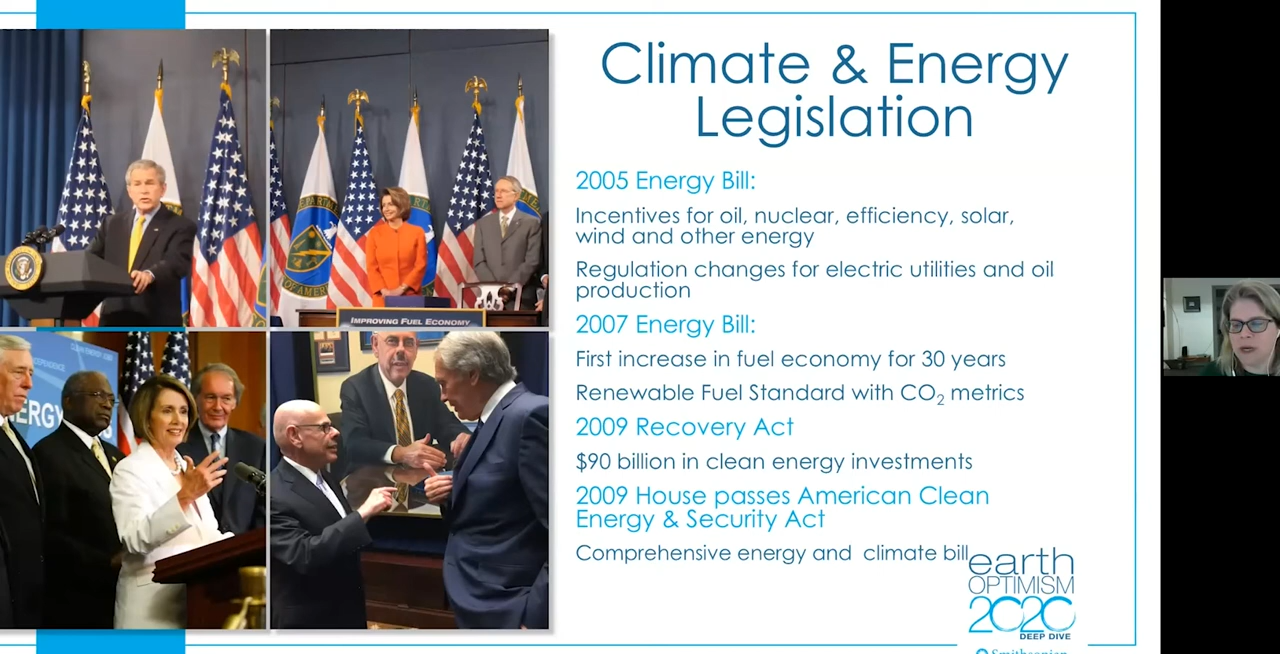 Climate & Energy
Legislation
2005 Energy Bill:
Incentives for oil, nuclear, efficiency, solar,
wind and other energy
Regulation changes for electric utilities and oil
production
2007 Energy Bill:
First increase in fuel economy for 30 years
Renewable Fuel Standard with CO₂ metrics
2009 Recovery Act
$90 billion in clean energy investments
2009 House passes American Clean
Energy & Security Act
Comprehensive energy and  climate bill
IMPROVING FUEL ECONOMY
earth
OPTIMISM
2020
DEEP DIVE
Smithsonian